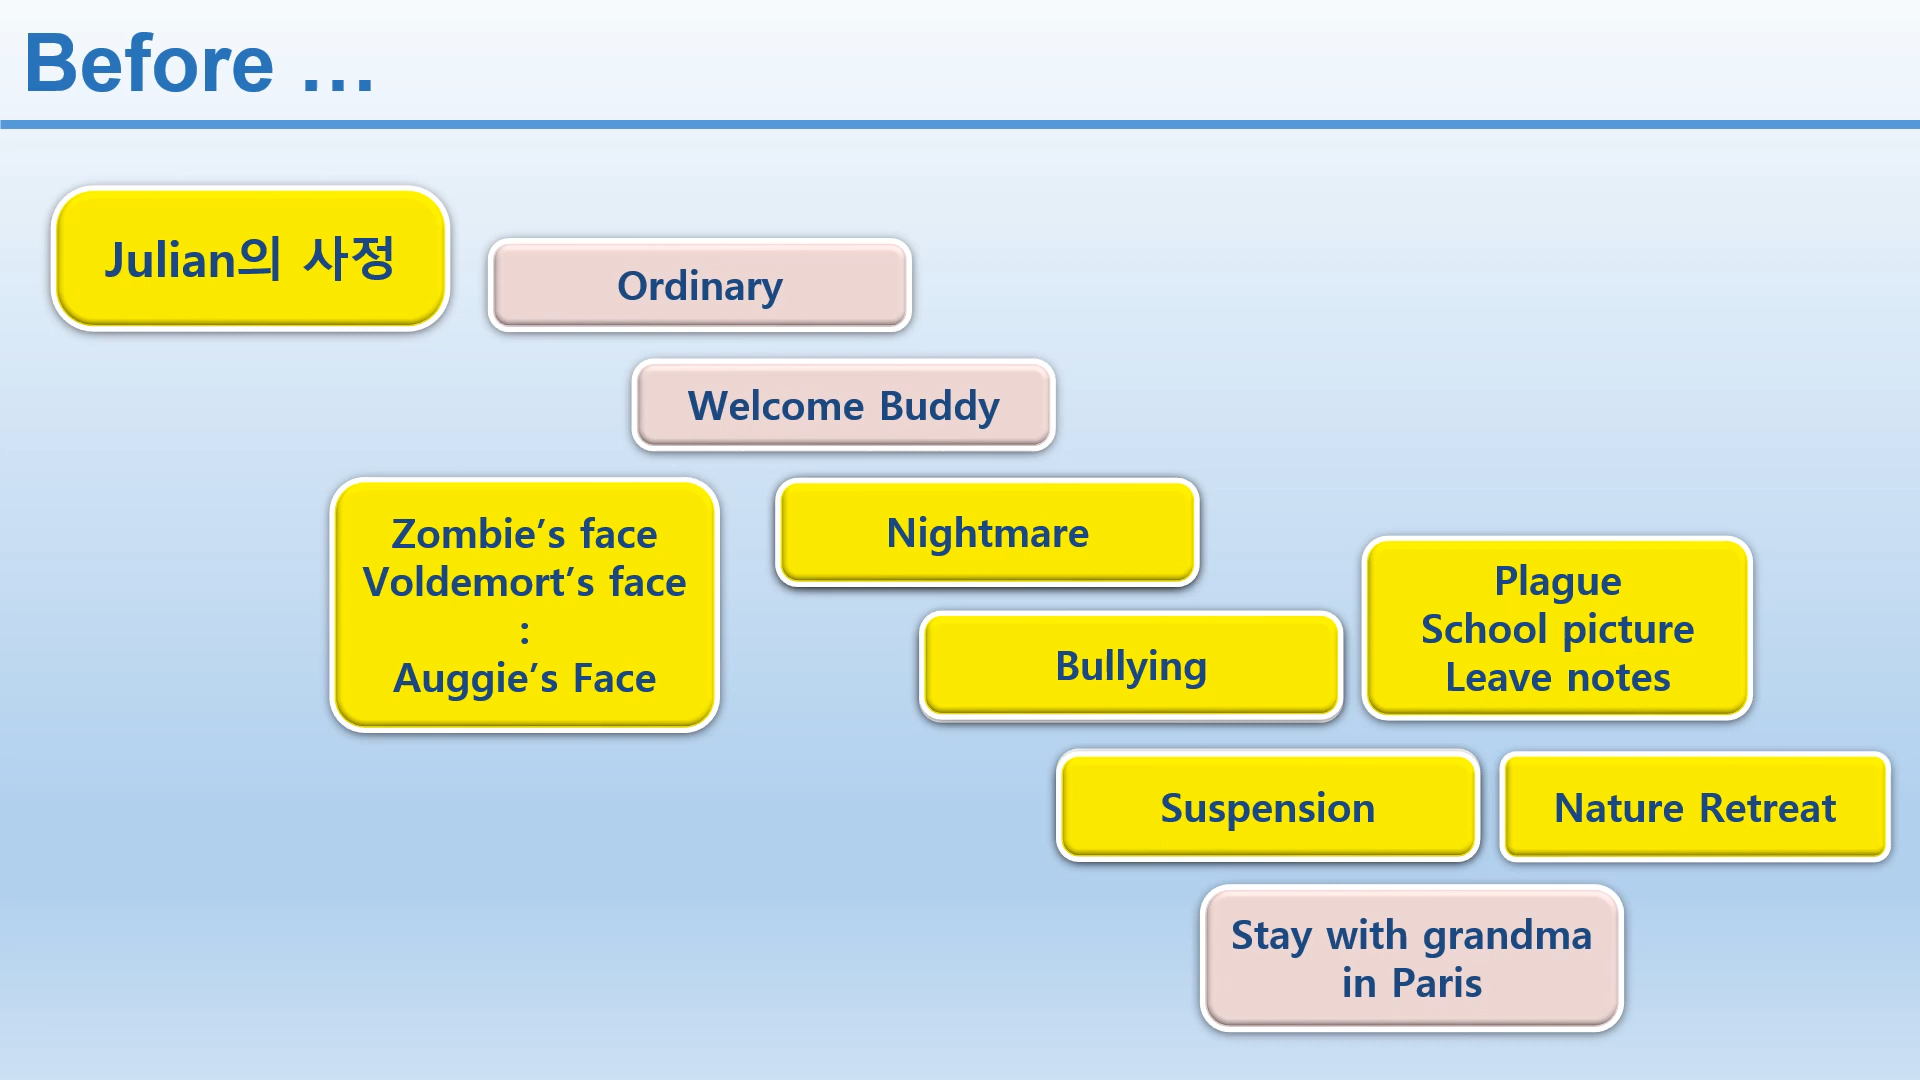 Before …
Julian의 사정
Ordinary
Welcome Buddy
Zombie’s face
Voldemort’s face
:
Auggie’s Face
Nightmare
Bullying
Plague
School picture
Leave notes
Suspension
Nature Retreat
Stay with grandma
in Paris